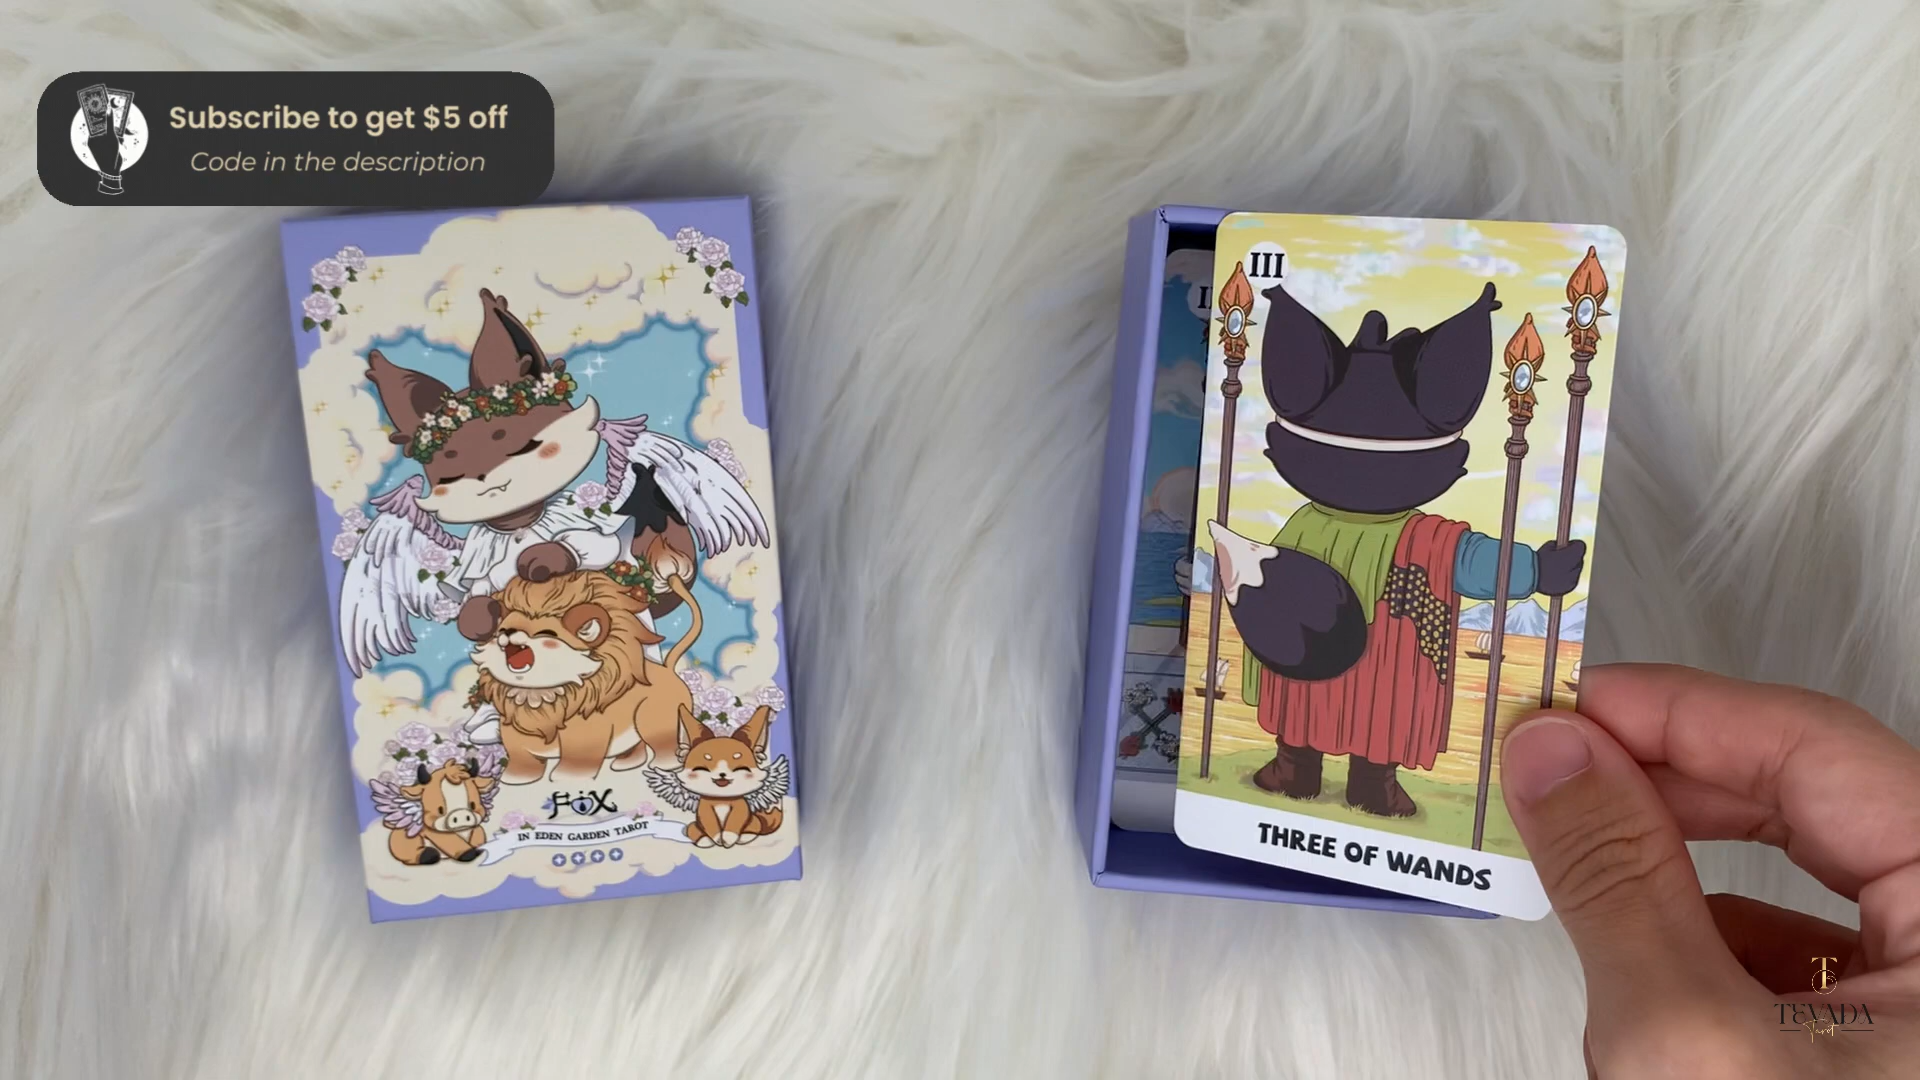 Subscribe to get $5 off
Code in the description
FOX
IN EDEN GARDEN TAROT
III
THREE OF WANDS
T
TEVADA
Tarot